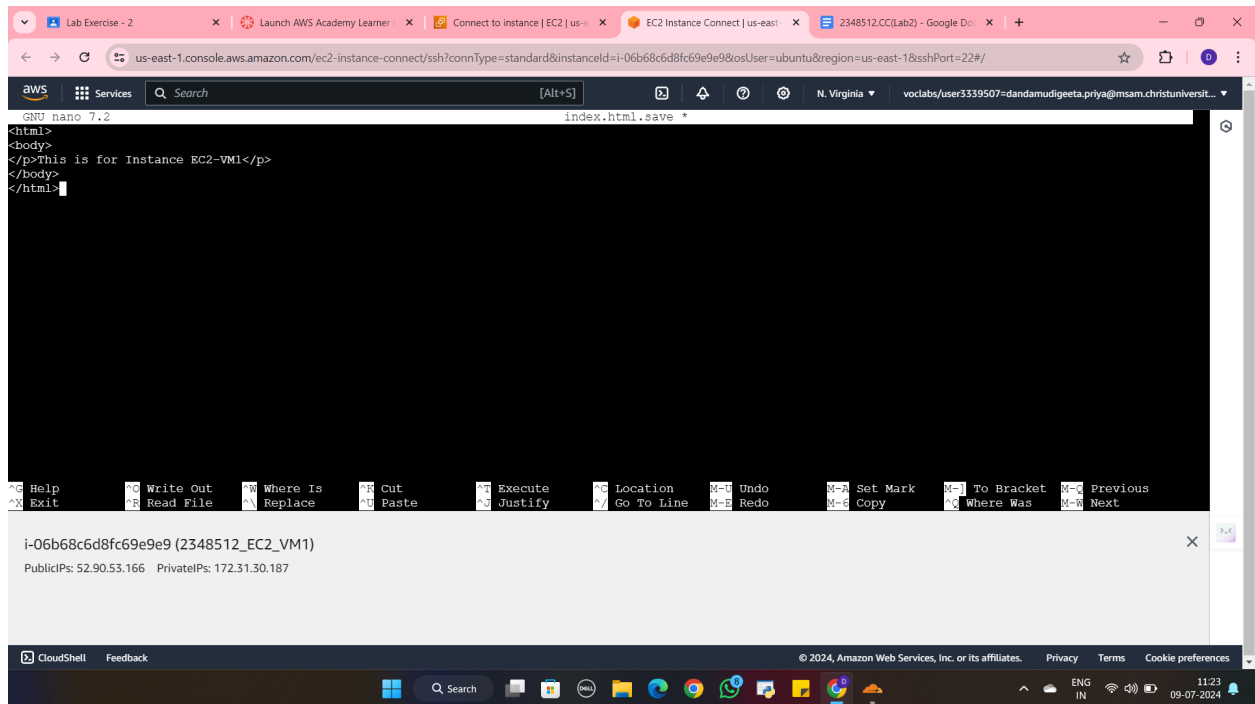 Lab Exercise - 2
Launch AWS Academy Learner
Connect to instance | EC2 | us-e
EC2 Instance Connect | us-east-
2348512.CC(Lab2) - Google Doc
us-east-1.console.aws.amazon.com/ec2-instance-connect/ssh?connType=standard&instanceId=i-06b68c6d8fc69e9e9&osUser=ubuntu&region=us-east-1&sshPort=22#/
D
aws Services Search [Alt+S] N. Virginia voclabs/user3339507=dandamudigeeta.priya@msam.christuniversit...
GNU nano 7.2 index.html.save *
<html>
<body>
</p>This is for Instance EC2-VM1</p>
</body>
</html>
^G Help ^O Write Out ^W Where Is ^K Cut ^T Execute ^C Location M-U Undo M-A Set Mark M-] To Bracket M-Q Previous
^X Exit ^R Read File ^\ Replace ^U Paste ^J Justify ^/ Go To Line M-E Redo M-6 Copy ^Q Where Was M-W Next
i-06b68c6d8fc69e9e9 (2348512_EC2_VM1)
PublicIPs: 52.90.53.166 PrivateIPs: 172.31.30.187
CloudShell Feedback © 2024, Amazon Web Services, Inc. or its affiliates. Privacy Terms Cookie preferences
Search DELL 8 D ENG 11:23
IN 09-07-2024